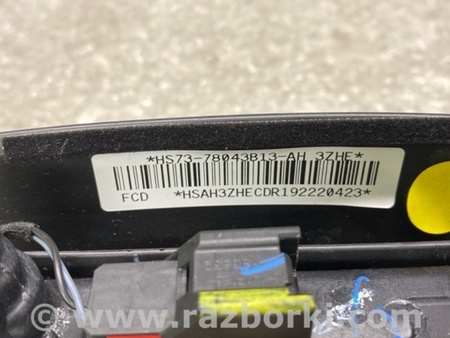 *HS73-78043B13-AH 3ZHE*
FCD *HSAH3ZHECDR192220423*
www.razborki.com